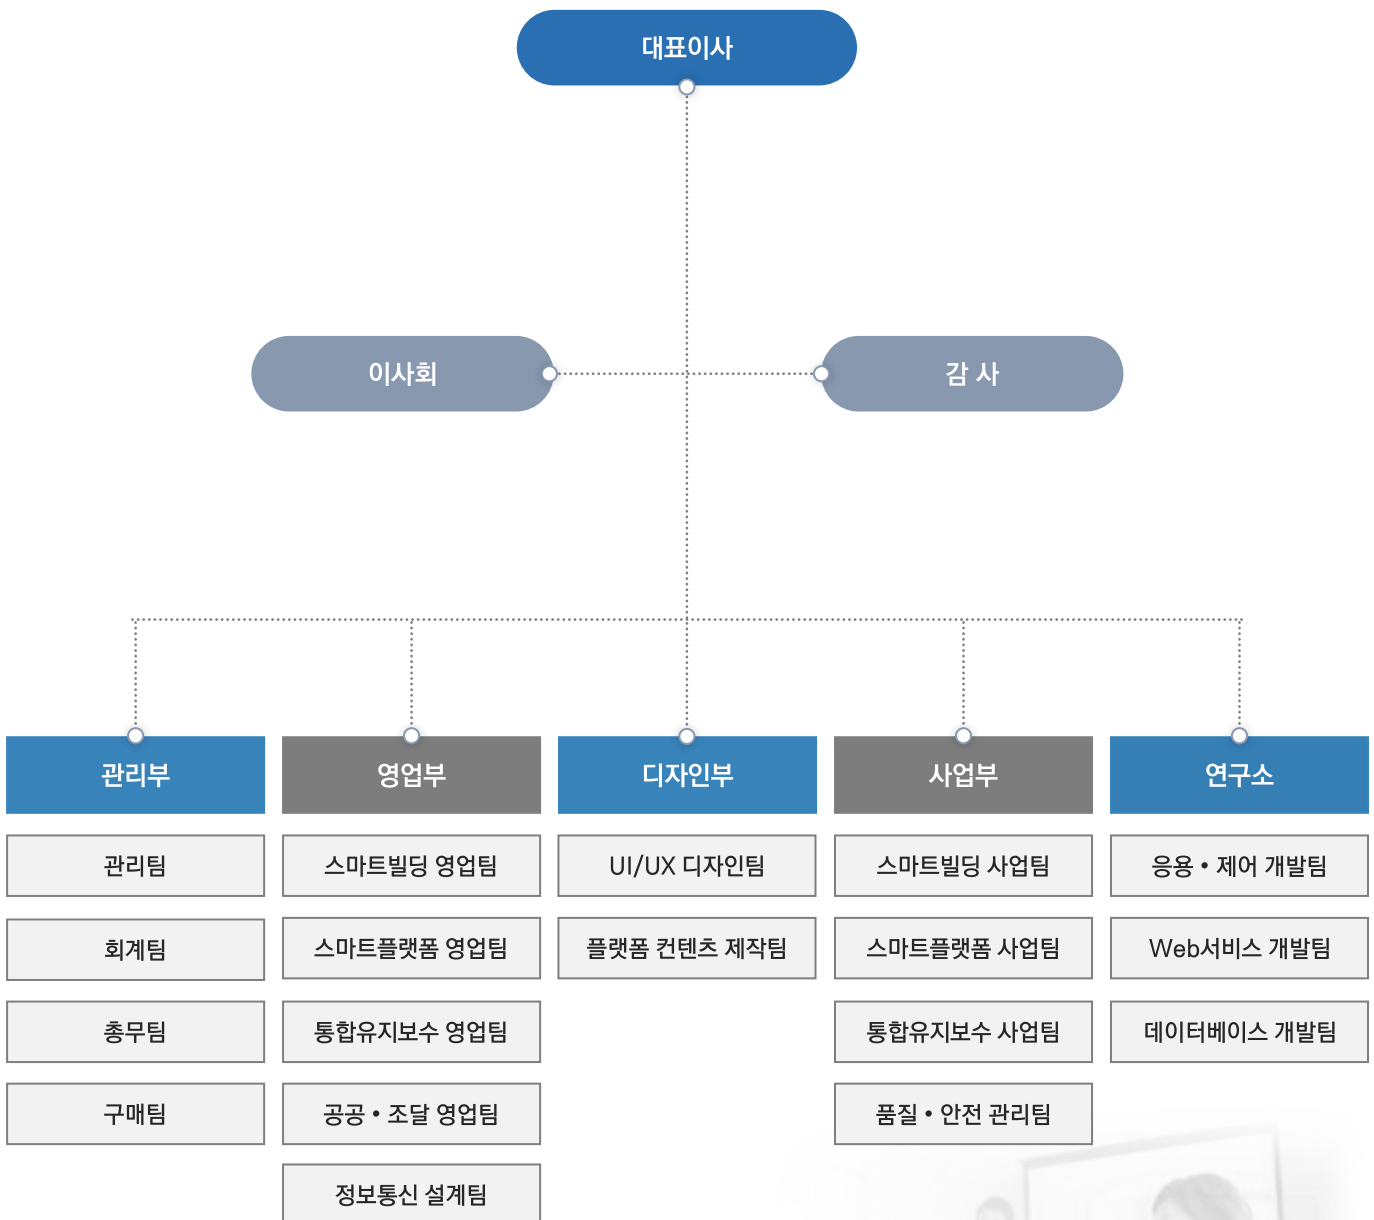 대표이사
이사회
감 사
관리부
영업부
디자인부
사업부
연구소
관리팀
회계팀
총무팀
구매팀
스마트빌딩 영업팀
스마트플랫폼 영업팀
통합유지보수 영업팀
공공 • 조달 영업팀
정보통신 설계팀
UI/UX 디자인팀
플랫폼 컨텐츠 제작팀
스마트빌딩 사업팀
스마트플랫폼 사업팀
통합유지보수 사업팀
품질 • 안전 관리팀
응용 • 제어 개발팀
Web서비스 개발팀
데이터베이스 개발팀